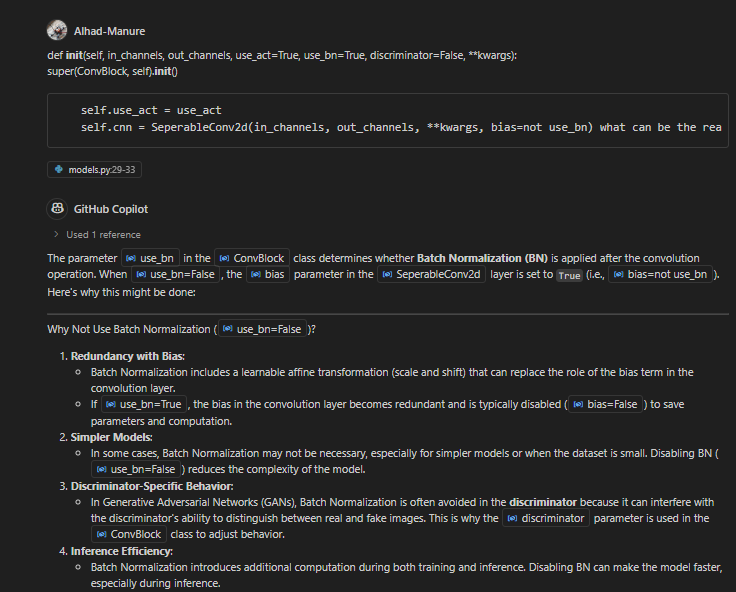 Alhad-Manure
def init(self, in_channels, out_channels, use_act=True, use_bn=True, discriminator=False, **kwargs):
super(ConvBlock, self).init()
self.use_act = use_act
self.cnn = SeperableConv2d(in_channels, out_channels, **kwargs, bias=not use_bn) what can be the rea
models.py:29-33
GitHub Copilot
Used 1 reference
The parameter use_bn in the ConvBlock class determines whether Batch Normalization (BN) is applied after the convolution
operation. When use_bn=False , the bias parameter in the SeperableConv2d layer is set to True (i.e., bias=not use_bn ).
Here's why this might be done:
Why Not Use Batch Normalization ( use_bn=False )?
1. Redundancy with Bias:
Batch Normalization includes a learnable affine transformation (scale and shift) that can replace the role of the bias term in the
convolution layer.
If use_bn=True , the bias in the convolution layer becomes redundant and is typically disabled ( bias=False ) to save
parameters and computation.
2. Simpler Models:
In some cases, Batch Normalization may not be necessary, especially for simpler models or when the dataset is small. Disabling BN (
use_bn=False ) reduces the complexity of the model.
3. Discriminator-Specific Behavior:
In Generative Adversarial Networks (GANs), Batch Normalization is often avoided in the discriminator because it can interfere with
the discriminator's ability to distinguish between real and fake images. This is why the discriminator parameter is used in the
ConvBlock class to adjust behavior.
4. Inference Efficiency:
Batch Normalization introduces additional computation during both training and inference. Disabling BN can make the model faster,
especially during inference.